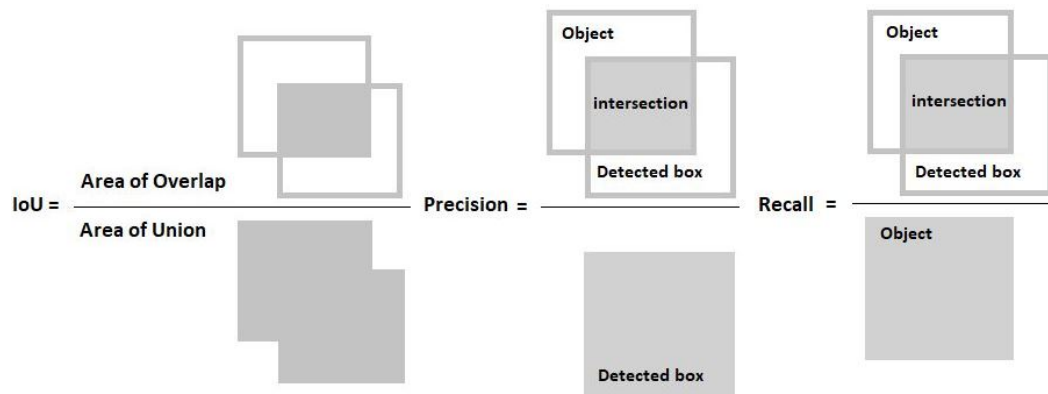 IoU =
Area of Overlap
Area of Union
Precision =
Object
intersection
Detected box
Detected box
Recall =
Object
intersection
Detected box
Object